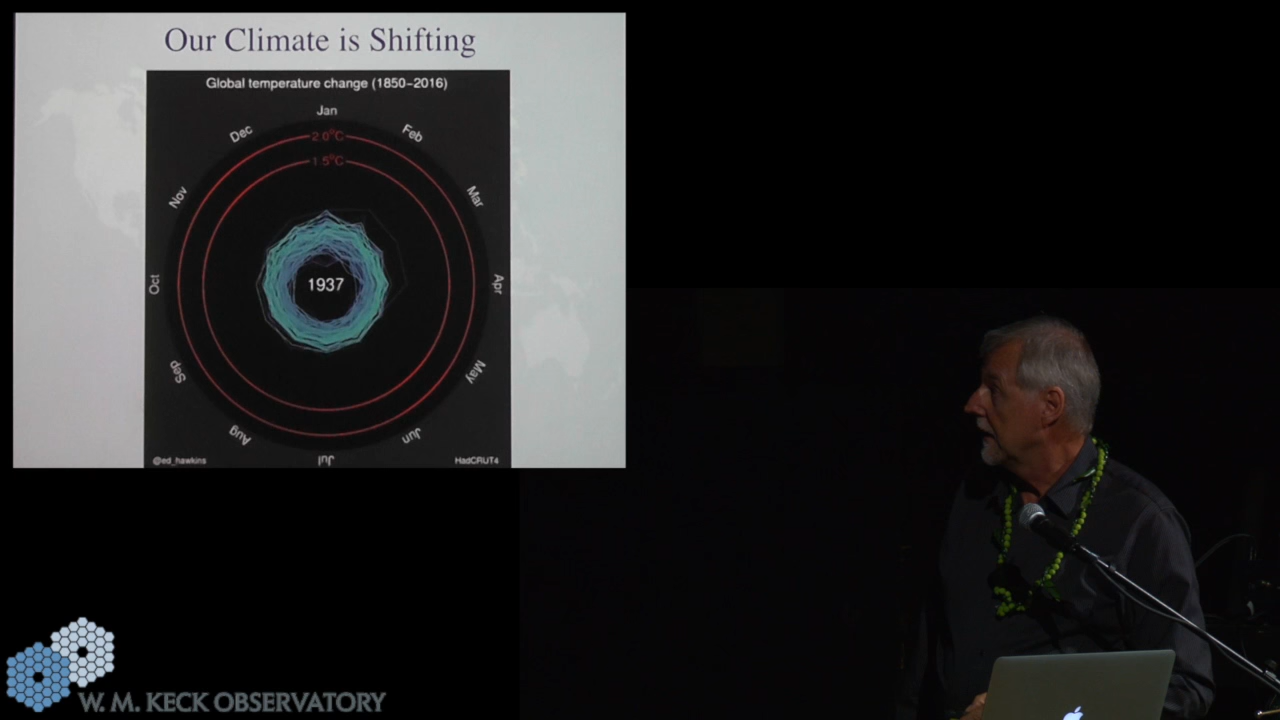 Our Climate is Shifting
Global temperature change (1850–2016)
Jan
Dec
Feb
2.0°C
1.5°C
Nov
Mar
1937
Oct
Apr
Sep
May
Aug
Jun
Jul
@ed_hawkins
HadCRUT4
W. M. KECK OBSERVATORY